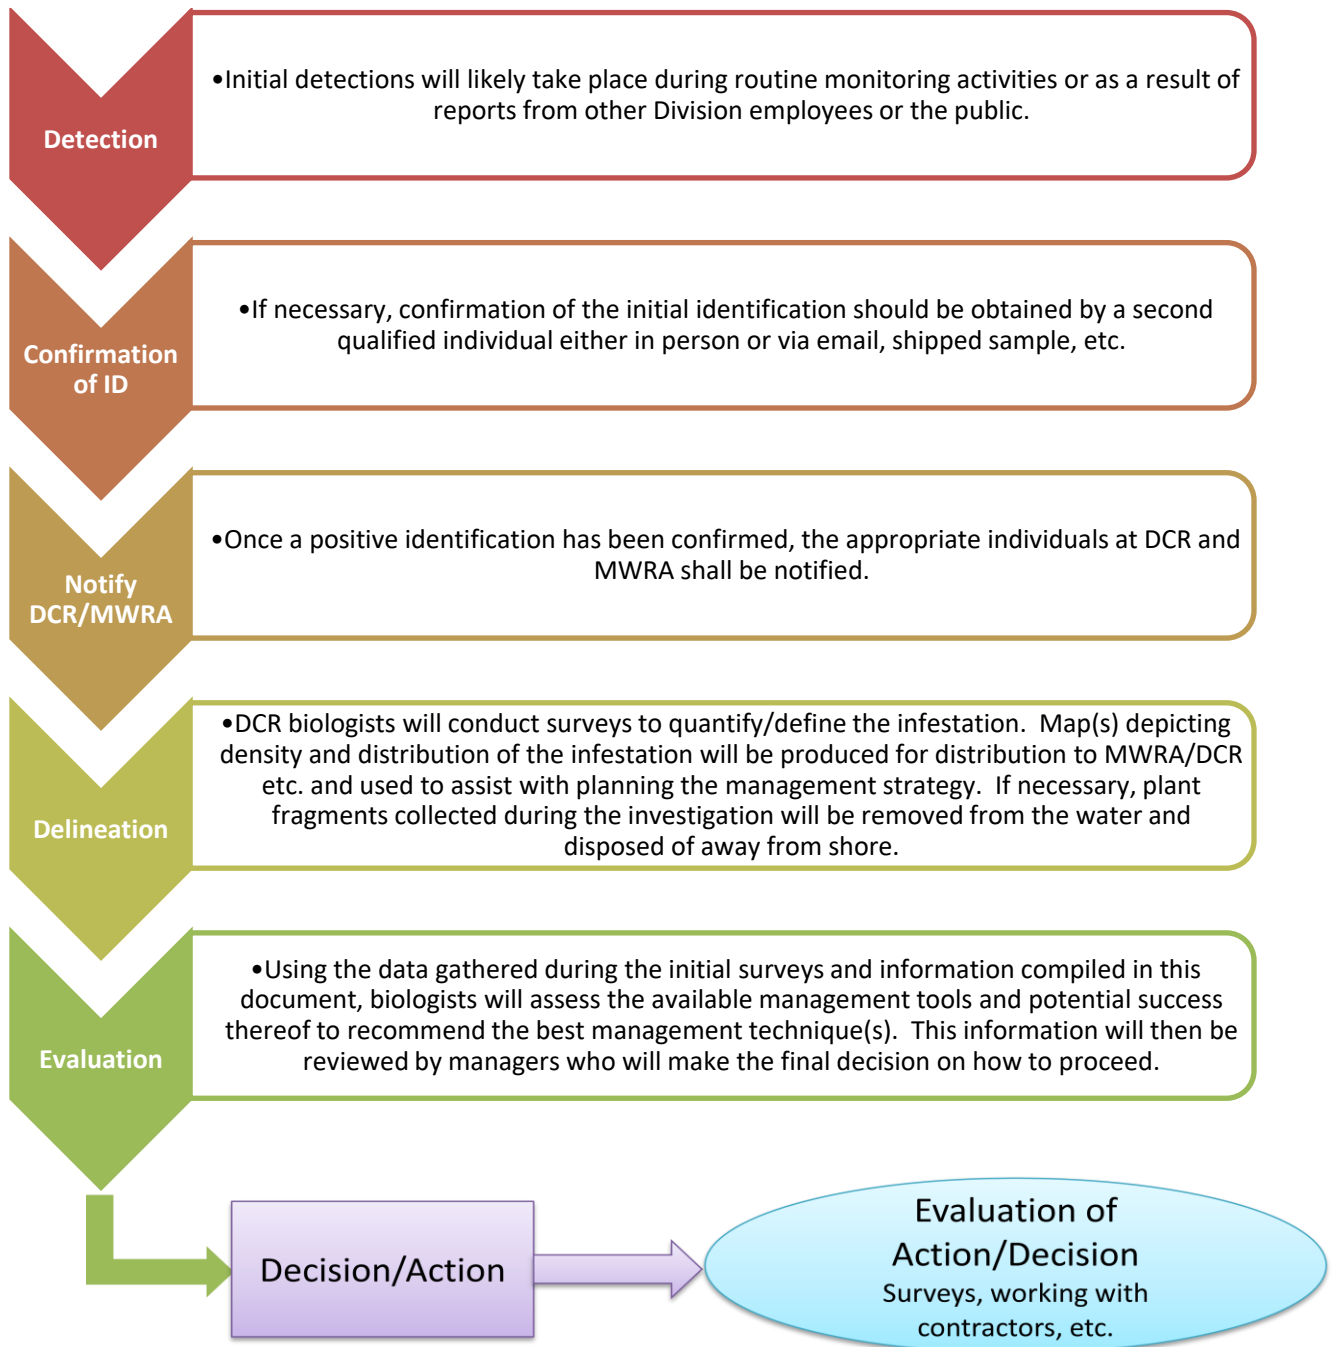 Detection
•Initial detections will likely take place during routine monitoring activities or as a result of
reports from other Division employees or the public.
Confirmation
of ID
•If necessary, confirmation of the initial identification should be obtained by a second
qualified individual either in person or via email, shipped sample, etc.
Notify
DCR/MWRA
•Once a positive identification has been confirmed, the appropriate individuals at DCR and
MWRA shall be notified.
Delineation
•DCR biologists will conduct surveys to quantify/define the infestation.  Map(s) depicting
density and distribution of the infestation will be produced for distribution to MWRA/DCR
etc. and used to assist with planning the management strategy.  If necessary, plant
fragments collected during the investigation will be removed from the water and
disposed of away from shore.
Evaluation
•Using the data gathered during the initial surveys and information compiled in this
document, biologists will assess the available management tools and potential success
thereof to recommend the best management technique(s).  This information will then be
reviewed by managers who will make the final decision on how to proceed.
Decision/Action
Evaluation of
Action/Decision
Surveys, working with
contractors, etc.